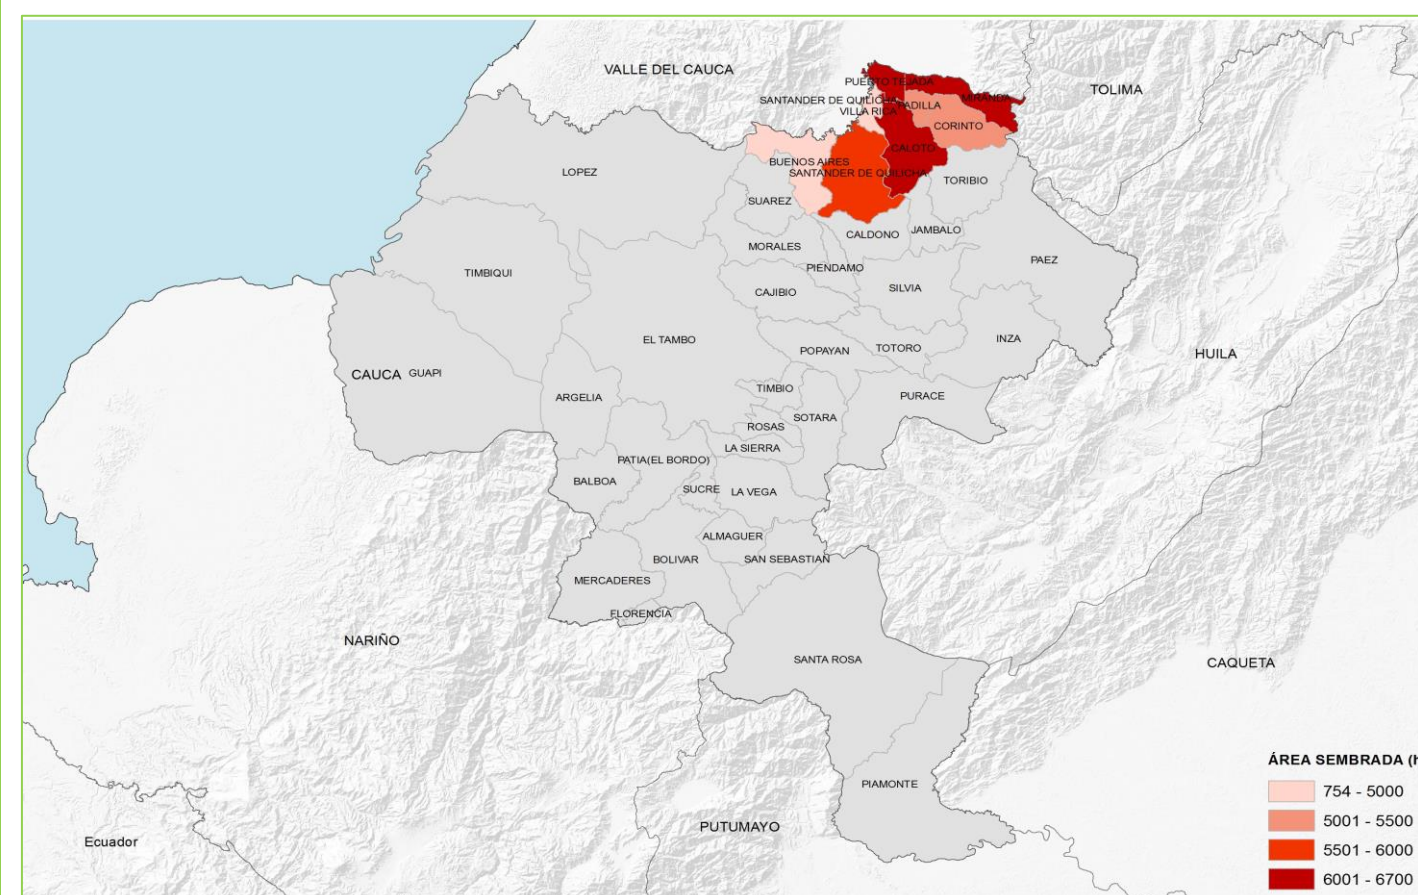 VALLE DEL CAUCA
TOLIMA
PUERTO TEJADA
MIRANDA
SANTANDER DE QUILICHA
PADILLA
VILLA RICA
CORINTO
CALOTO
BUENOS AIRES
LOPEZ
SANTANDER DE QUILICHA
TORIBIO
SUAREZ
CALDONO
JAMBALO
MORALES
PAEZ
PIENDAMO
TIMBIQUI
SILVIA
CAJIBIO
EL TAMBO
INZA
POPAYAN
TOTORO
HUILA
CAUCA
GUAPI
TIMBIO
ARGELIA
PURACE
SOTARA
ROSAS
LA SIERRA
PATIA(EL BORDO)
BALBOA
SUCRE
LA VEGA
ALMAGUER
BOLIVAR
SAN SEBASTIAN
MERCADERES
FLORENCIA
NARIÑO
SANTA ROSA
CAQUETA
PIAMONTE
PUTUMAYO
Ecuador
ÁREA SEMBRADA (h
754 - 5000
5001 - 5500
5501 - 6000
6001 - 6700